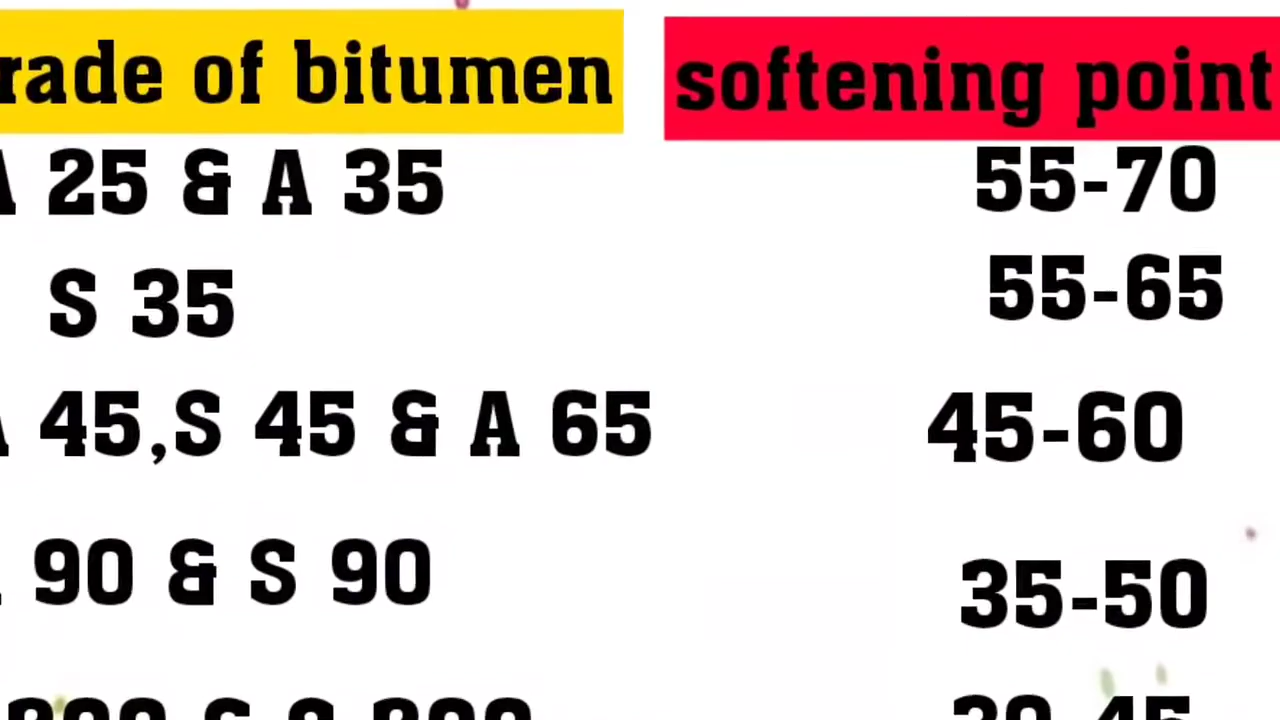 rade of bitumen softening point
A 25 & A 35 55-70
S 35 55-65
A 45,S 45 & A 65 45-60
90 & S 90 35-50